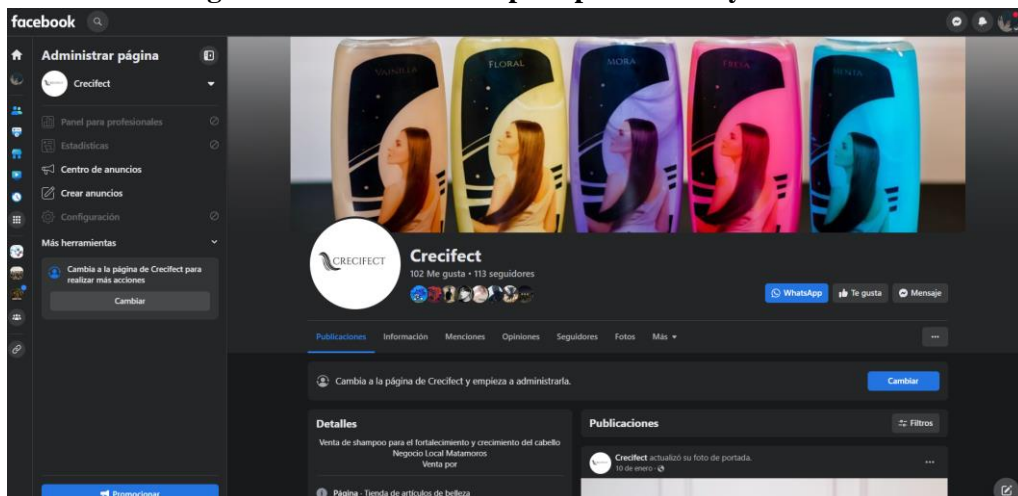 facebook
Administrar página
Crecifect
Panel para profesionales
Estadísticas
Centro de anuncios
Crear anuncios
Configuración
Más herramientas
Cambia a la página de Crecifect para
realizar más acciones
Cambiar
Promocionar
VAINILLA
FLORAL
MORA
FRESA
MENTA
CRECIFECT
Crecifect
102 Me gusta • 113 seguidores
WhatsApp
Te gusta
Mensaje
Publicaciones Información Menciones Opiniones Seguidores Fotos Más
Cambia a la página de Crecifect y empieza a administrarla.
Cambiar
Detalles
Venta de shampoo para el fortalecimiento y crecimiento del cabello
Negocio Local Matamoros
Venta por
Página · Tienda de artículos de belleza
Publicaciones
Filtros
Crecifect actualizó su foto de portada.
10 de enero ·